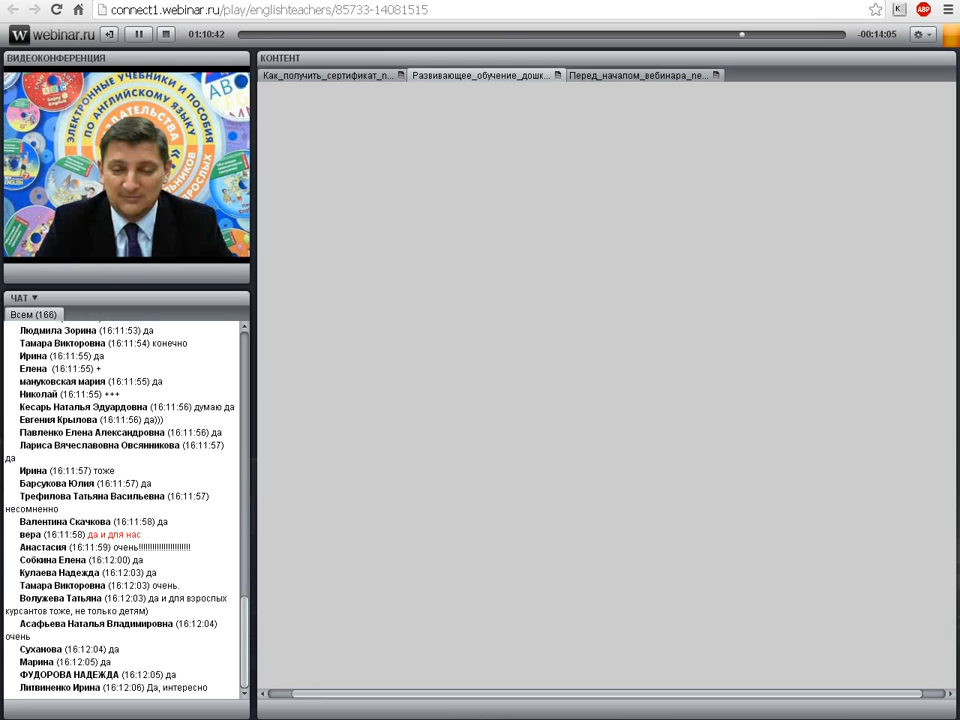 connect1.webinar.ru/play/englishteachers/85733-14081515
ABP
W webinar.ru
01:10:42
-00:14:05
ВИДЕОКОНФЕРЕНЦИЯ
ЭЛЕКТРОННЫЕ УЧЕБНИКИ И ПОСОБИЯ
ПО АНГЛИЙСКОМУ ЯЗЫКУ
ИЗДАТЕЛЬСТВА
ЧАТ
Всем (166)
Людмила Зорина (16:11:53) да
Тамара Викторовна (16:11:54) конечно
Ирина (16:11:55) да
Елена (16:11:55) +
мануковская мария (16:11:55) да
Николай (16:11:55) +++
Кесарь Наталья Эдуардовна (16:11:56) думаю да
Евгения Крылова (16:11:56) да)))
Павленко Елена Александровна (16:11:56) да
Лариса Вячеславовна Овсянникова (16:11:57)
да
Ирина (16:11:57) тоже
Барсукова Юлия (16:11:57) да
Трефилова Татьяна Васильевна (16:11:57)
несомненно
Валентина Скачкова (16:11:58) да
вера (16:11:58) да и для нас
Анастасия (16:11:59) очень!!!!!!!!!!!!!!!!!!!!!!
Собкина Елена (16:12:00) да
Кулаева Надежда (16:12:03) да
Тамара Викторовна (16:12:03) очень.
Волужева Татьяна (16:12:03) да и для взрослых
курсантов тоже, не только детям)
Асафьева Наталья Владимировна (16:12:04)
очень
Суханова (16:12:04) да
Марина (16:12:05) да
ФУДОРОВА НАДЕЖДА (16:12:05) да
Литвиненко Ирина (16:12:06) Да, интересно
КОНТЕНТ
Как_получить_сертификат_п...
Развивающее_обучение_дошк...
Перед_началом_вебинара_пе...